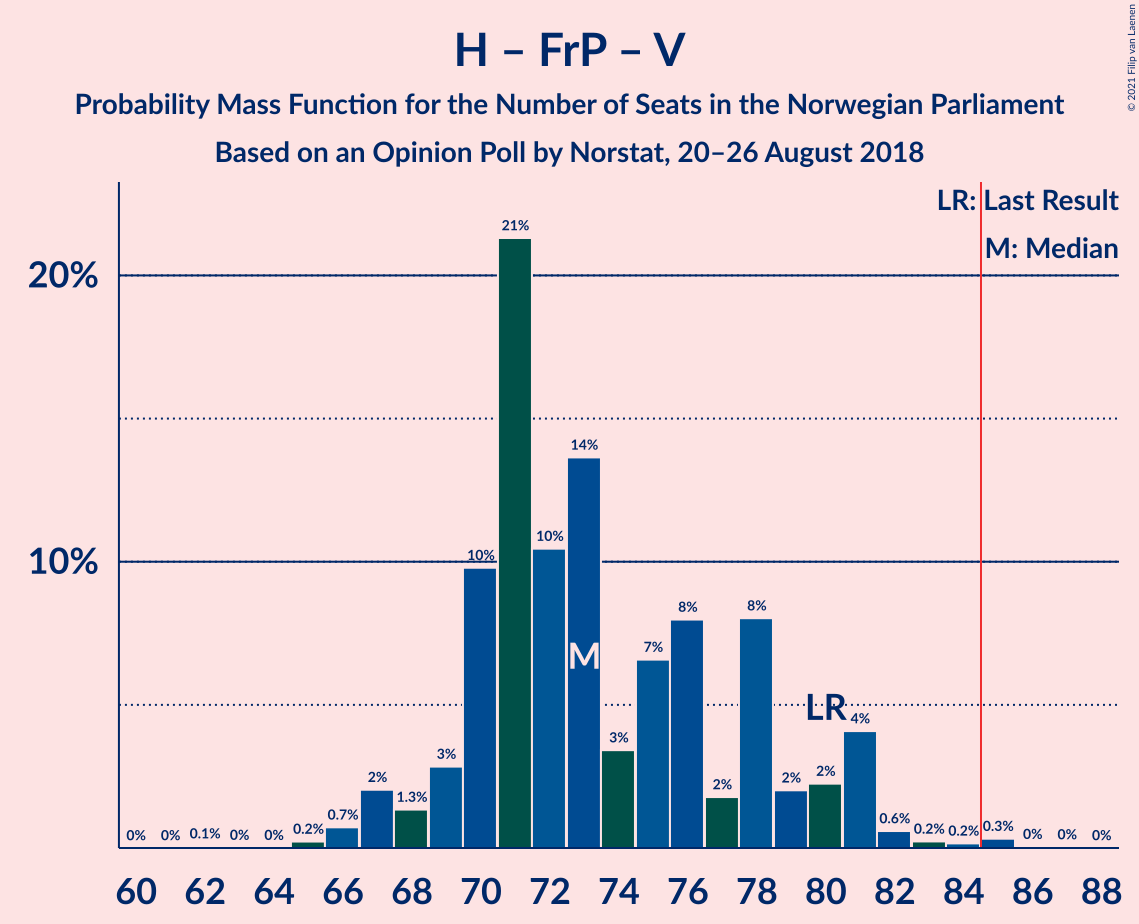 H – FrP – V
Probability Mass Function for the Number of Seats in the Norwegian Parliament
Based on an Opinion Poll by Norstat, 20–26 August 2018
© 2021 Filip van Laenen
LR: Last Result
M: Median
20%
10%
0% 0% 0.1% 0% 0% 0.2% 0.7% 2% 1.3% 3% 10% 21% 10% 14% 3% 7% 8% 2% 8% 2% 2% 4% 0.6% 0.2% 0.2% 0.3% 0% 0% 0%
M
LR
60 62 64 66 68 70 72 74 76 78 80 82 84 86 88